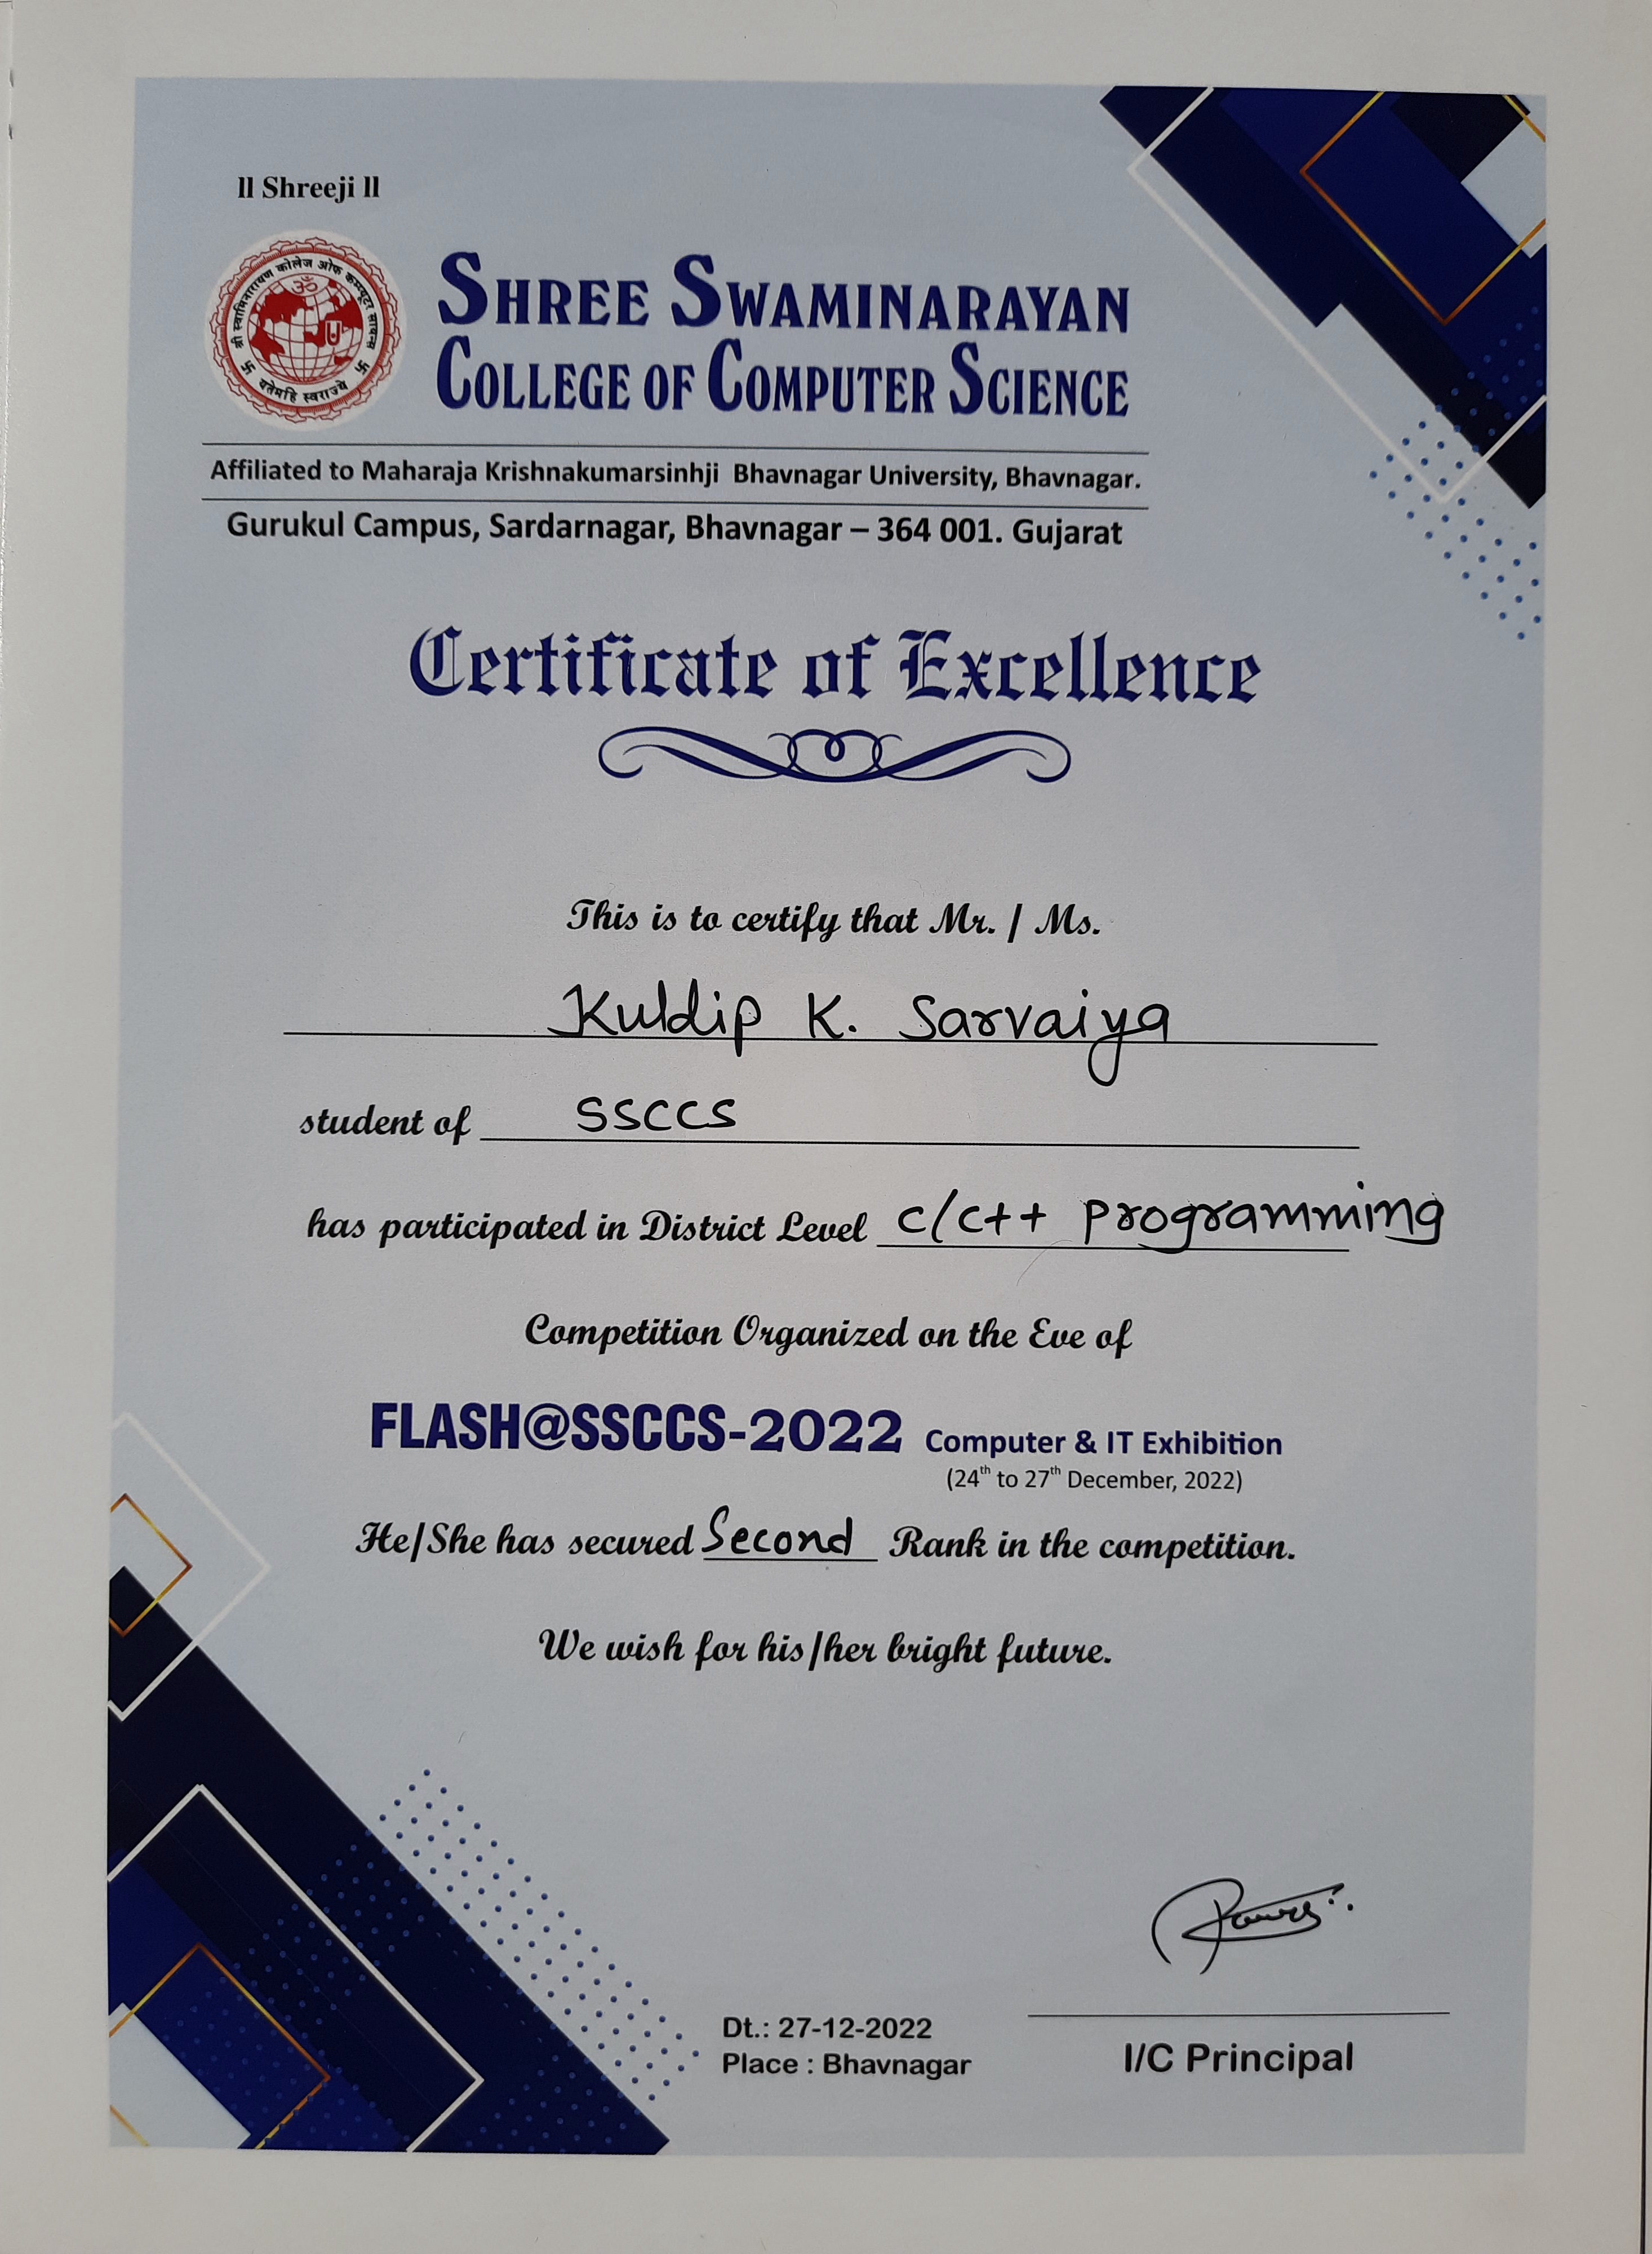 ll Shreeji ll
श्री स्वामिनारायण कोलेज ओफ कम्प्यूटर सायन्स
ॐ
यतेमहि स्वराज्ये
SHREE SWAMINARAYAN
COLLEGE OF COMPUTER SCIENCE
Affiliated to Maharaja Krishnakumarsinhji Bhavnagar University, Bhavnagar.
Gurukul Campus, Sardarnagar, Bhavnagar – 364 001. Gujarat
Certificate of Excellence
This is to certify that Mr. / Ms.
Kuldip K. Sarvaiya
student of SSCCS
has participated in District Level C/C++ Programming
Competition Organized on the Eve of
FLASH@SSCCS-2022 Computer & IT Exhibition
(24th to 27th December, 2022)
He/She has secured Second Rank in the competition.
We wish for his/her bright future.
Dt.: 27-12-2022
Place : Bhavnagar
I/C Principal